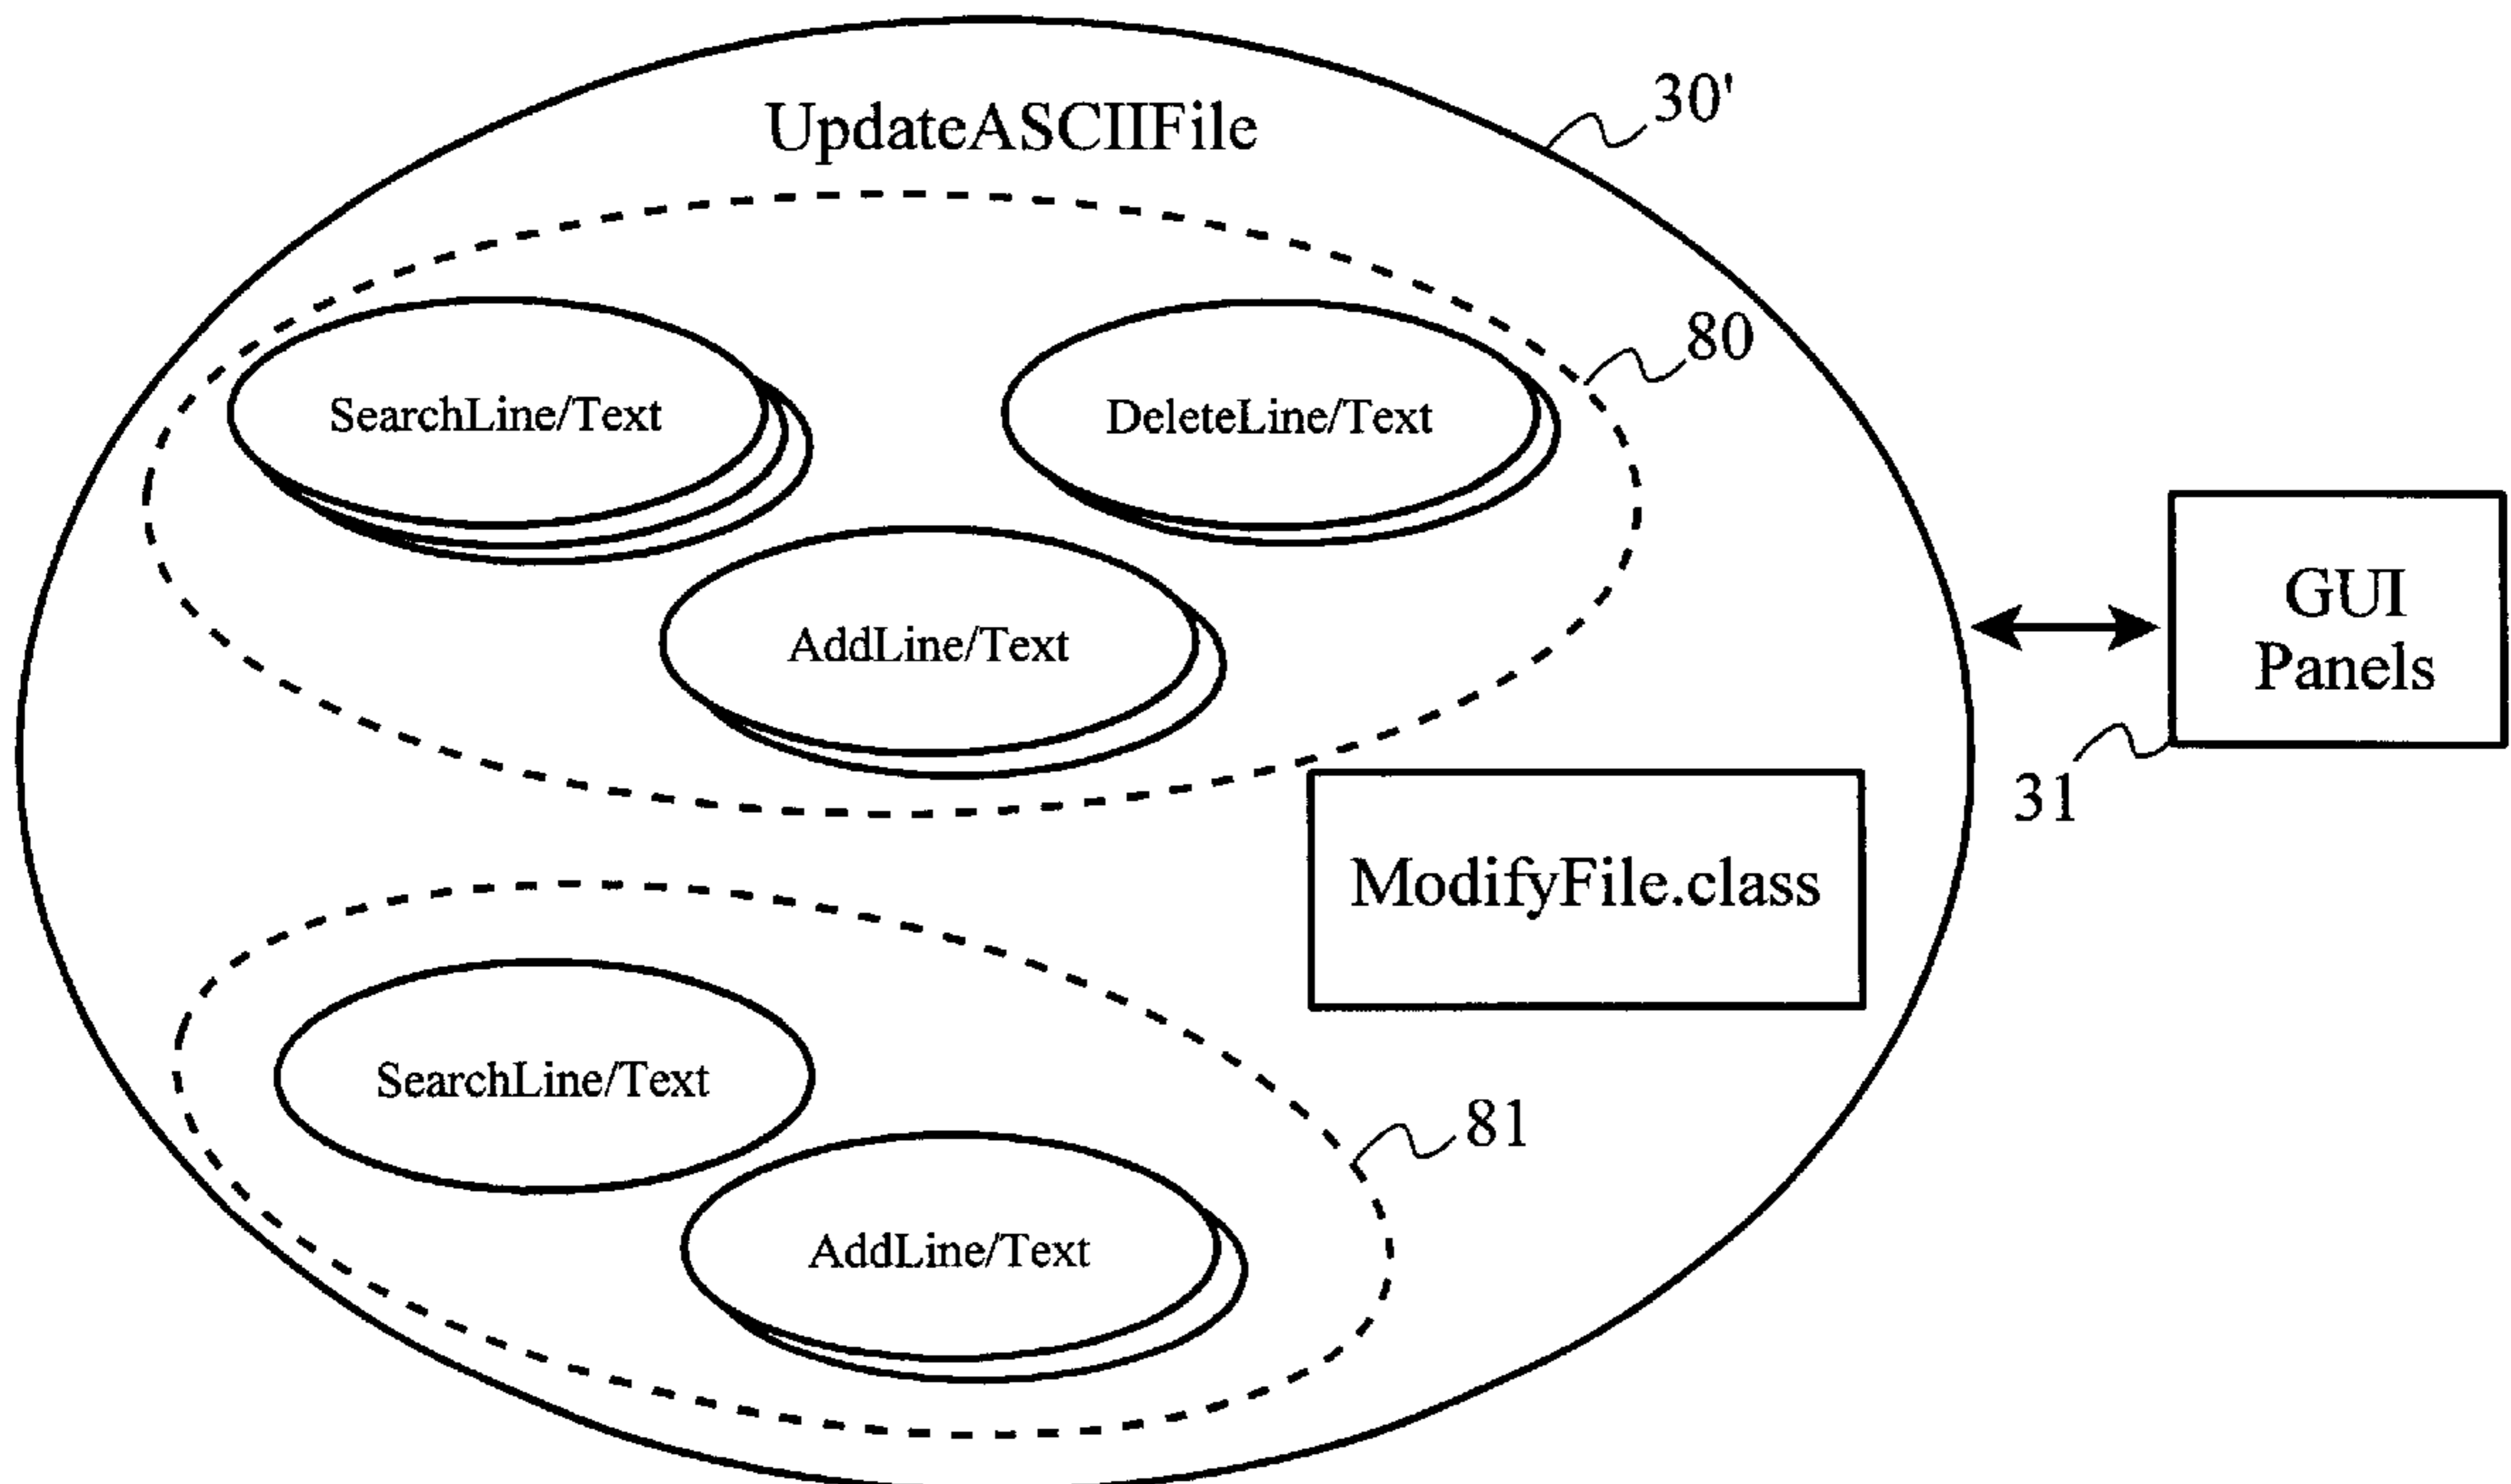 UpdateASCIIFile
30'
SearchLine/Text
DeleteLine/Text
80
AddLine/Text
GUI
Panels
31
ModifyFile.class
SearchLine/Text
81
AddLine/Text